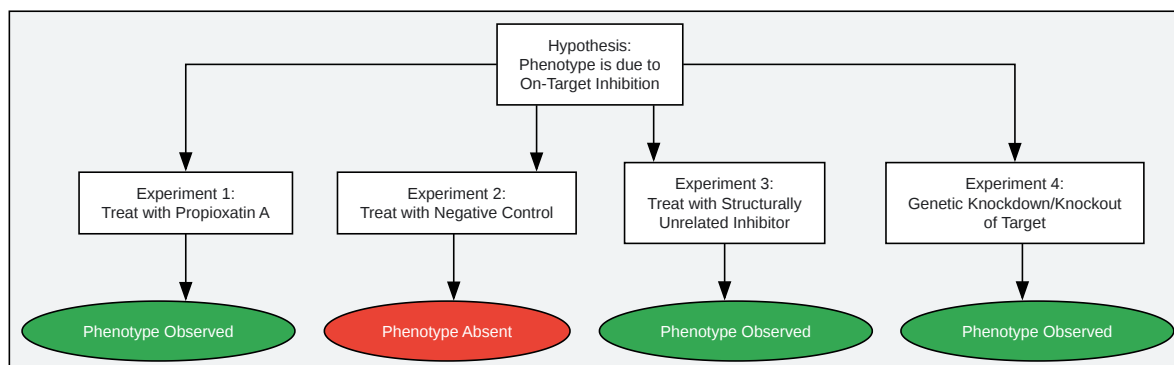 Hypothesis:
Phenotype is due to
On-Target Inhibition
Experiment 1:
Treat with Propioxatin A
Experiment 2:
Treat with Negative Control
Experiment 3:
Treat with Structurally
Unrelated Inhibitor
Experiment 4:
Genetic Knockdown/Knockout
of Target
Phenotype Observed
Phenotype Absent
Phenotype Observed
Phenotype Observed